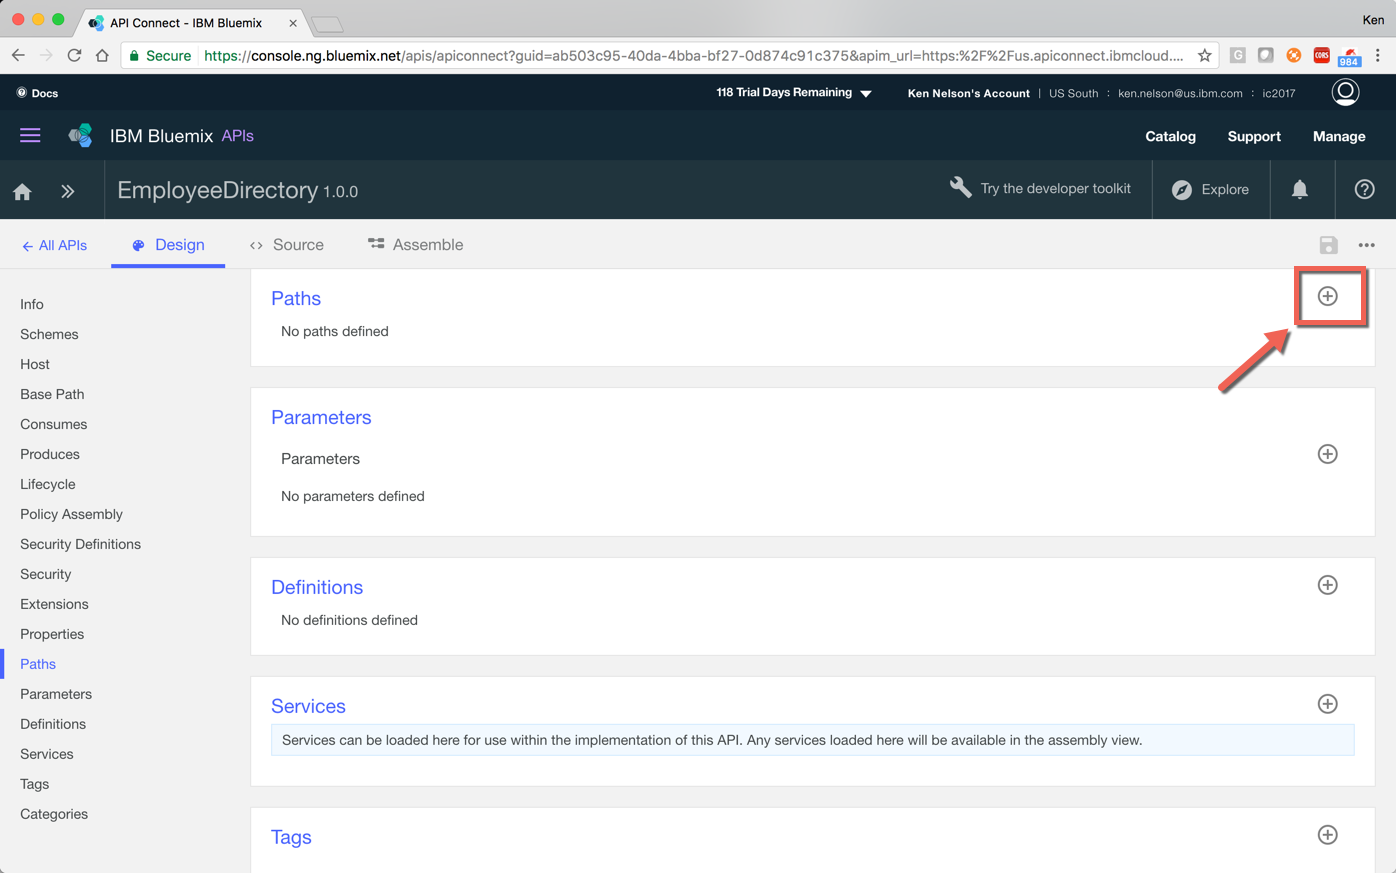 API Connect - IBM Bluemix
Ken
Secure
https://console.ng.bluemix.net/apis/apiconnect?guid=ab503c95-40da-4bba-bf27-0d874c91c375&apim_url=https:%2F%2Fus.apiconnect.ibmcloud....
G
CORS
984
Docs
118 Trial Days Remaining
Ken Nelson's Account | US South : ken.nelson@us.ibm.com : ic2017
IBM Bluemix APIs
Catalog
Support
Manage
EmployeeDirectory 1.0.0
Try the developer toolkit
Explore
All APIs
Design
Source
Assemble
Info
Schemes
Host
Base Path
Consumes
Produces
Lifecycle
Policy Assembly
Security Definitions
Security
Extensions
Properties
Paths
Parameters
Definitions
Services
Tags
Categories
Paths
No paths defined
Parameters
Parameters
No parameters defined
Definitions
No definitions defined
Services
Services can be loaded here for use within the implementation of this API. Any services loaded here will be available in the assembly view.
Tags